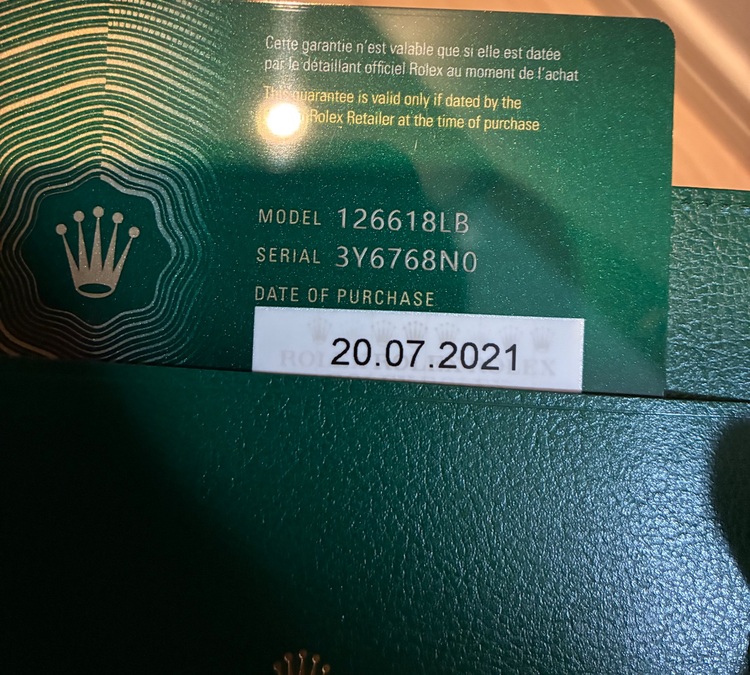 Cette garantie n'est valable que si elle est datée
par le détaillant officiel Rolex au moment de l'achat
This guarantee is valid only if dated by the
Rolex Retailer at the time of purchase
MODEL 126618LB
SERIAL 3Y6768N0
DATE OF PURCHASE
20.07.2021